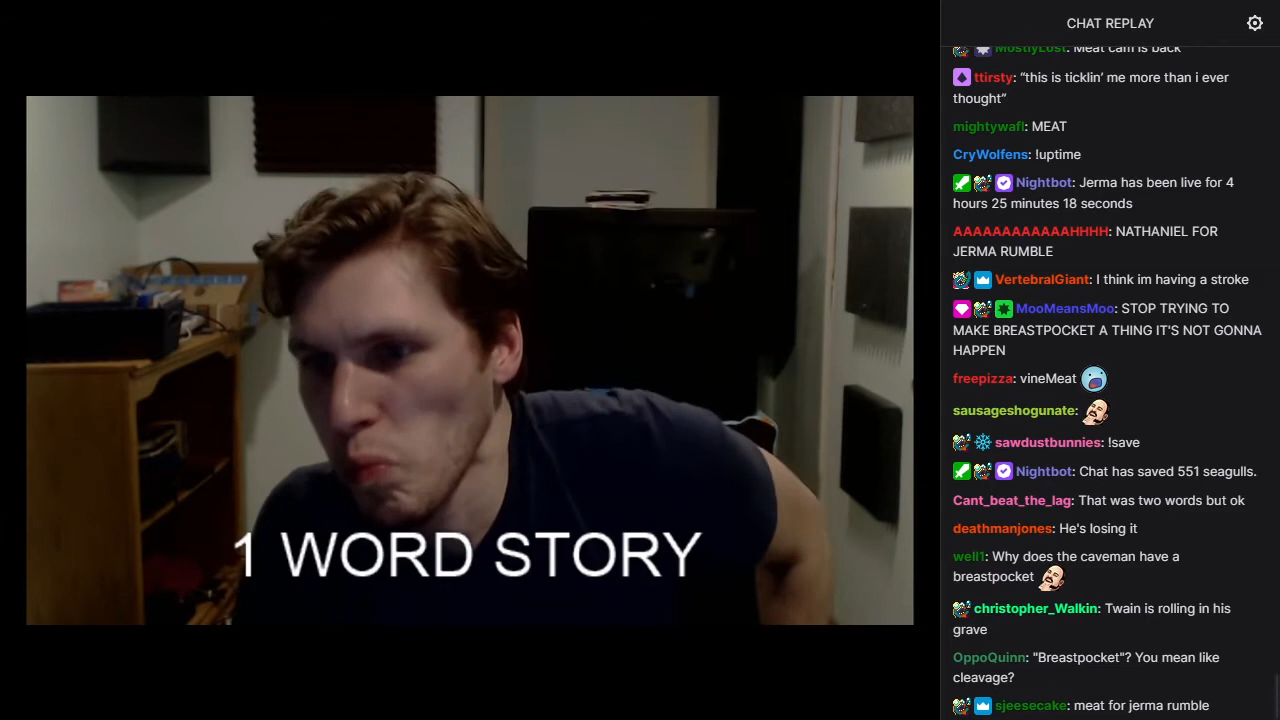 1 WORD STORY
CHAT REPLAY
MostlyLost: Meat cam is back
ttirsty: “this is ticklin’ me more than i ever
thought”
mightywafl: MEAT
CryWolfens: !uptime
Nightbot: Jerma has been live for 4
hours 25 minutes 18 seconds
AAAAAAAAAAAAHHHH: NATHANIEL FOR
JERMA RUMBLE
VertebralGiant: I think im having a stroke
MooMeansMoo: STOP TRYING TO
MAKE BREASTPOCKET A THING IT'S NOT GONNA
HAPPEN
freepizza: vineMeat
sausageshogunate:
sawdustbunnies: !save
Nightbot: Chat has saved 551 seagulls.
Cant_beat_the_lag: That was two words but ok
deathmanjones: He's losing it
well1: Why does the caveman have a
breastpocket
christopher_Walkin: Twain is rolling in his
grave
OppoQuinn: "Breastpocket"? You mean like
cleavage?
sjeesecake: meat for jerma rumble